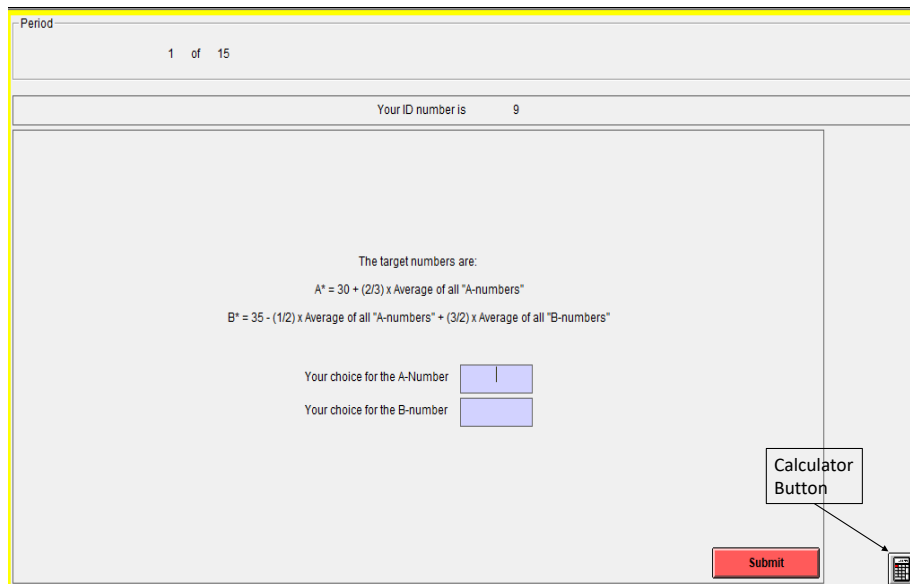 Period
1 of 15
Your ID number is 9
The target numbers are:
A* = 30 + (2/3) x Average of all "A-numbers"
B* = 35 - (1/2) x Average of all "A-numbers" + (3/2) x Average of all "B-numbers"
Your choice for the A-Number
Your choice for the B-number
Calculator
Button
Submit